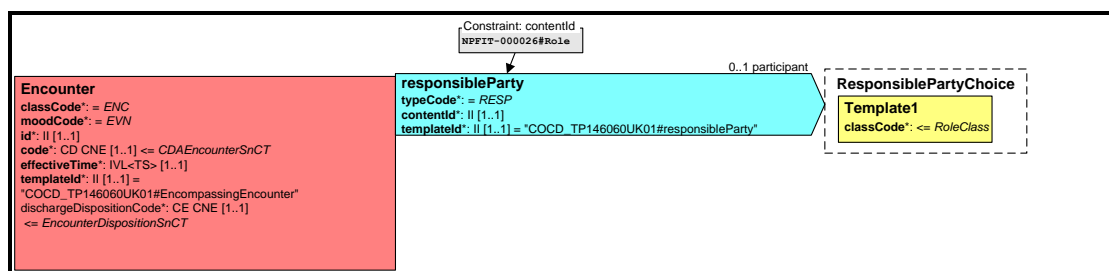 Constraint: contentId
NPFIT-000026#Role
0..1 participant
Encounter
classCode*: = ENC
moodCode*: = EVN
id*: II [1..1]
code*: CD CNE [1..1] <= CDAEncounterSnCT
effectiveTime*: IVL<TS> [1..1]
templateId*: II [1..1] =
"COCD_TP146060UK01#EncompassingEncounter"
dischargeDispositionCode*: CE CNE [1..1]
<= EncounterDispositionSnCT
responsibleParty
typeCode*: = RESP
contentId*: II [1..1]
templateId*: II [1..1] = "COCD_TP146060UK01#responsibleParty"
ResponsiblePartyChoice
Template1
classCode*: <= RoleClass